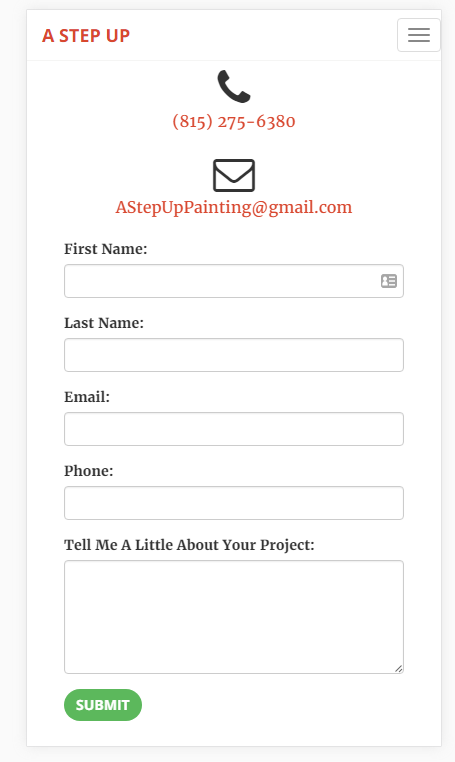 A STEP UP
(815) 275-6380
AStepUpPainting@gmail.com
First Name:
Last Name:
Email:
Phone:
Tell Me A Little About Your Project:
SUBMIT